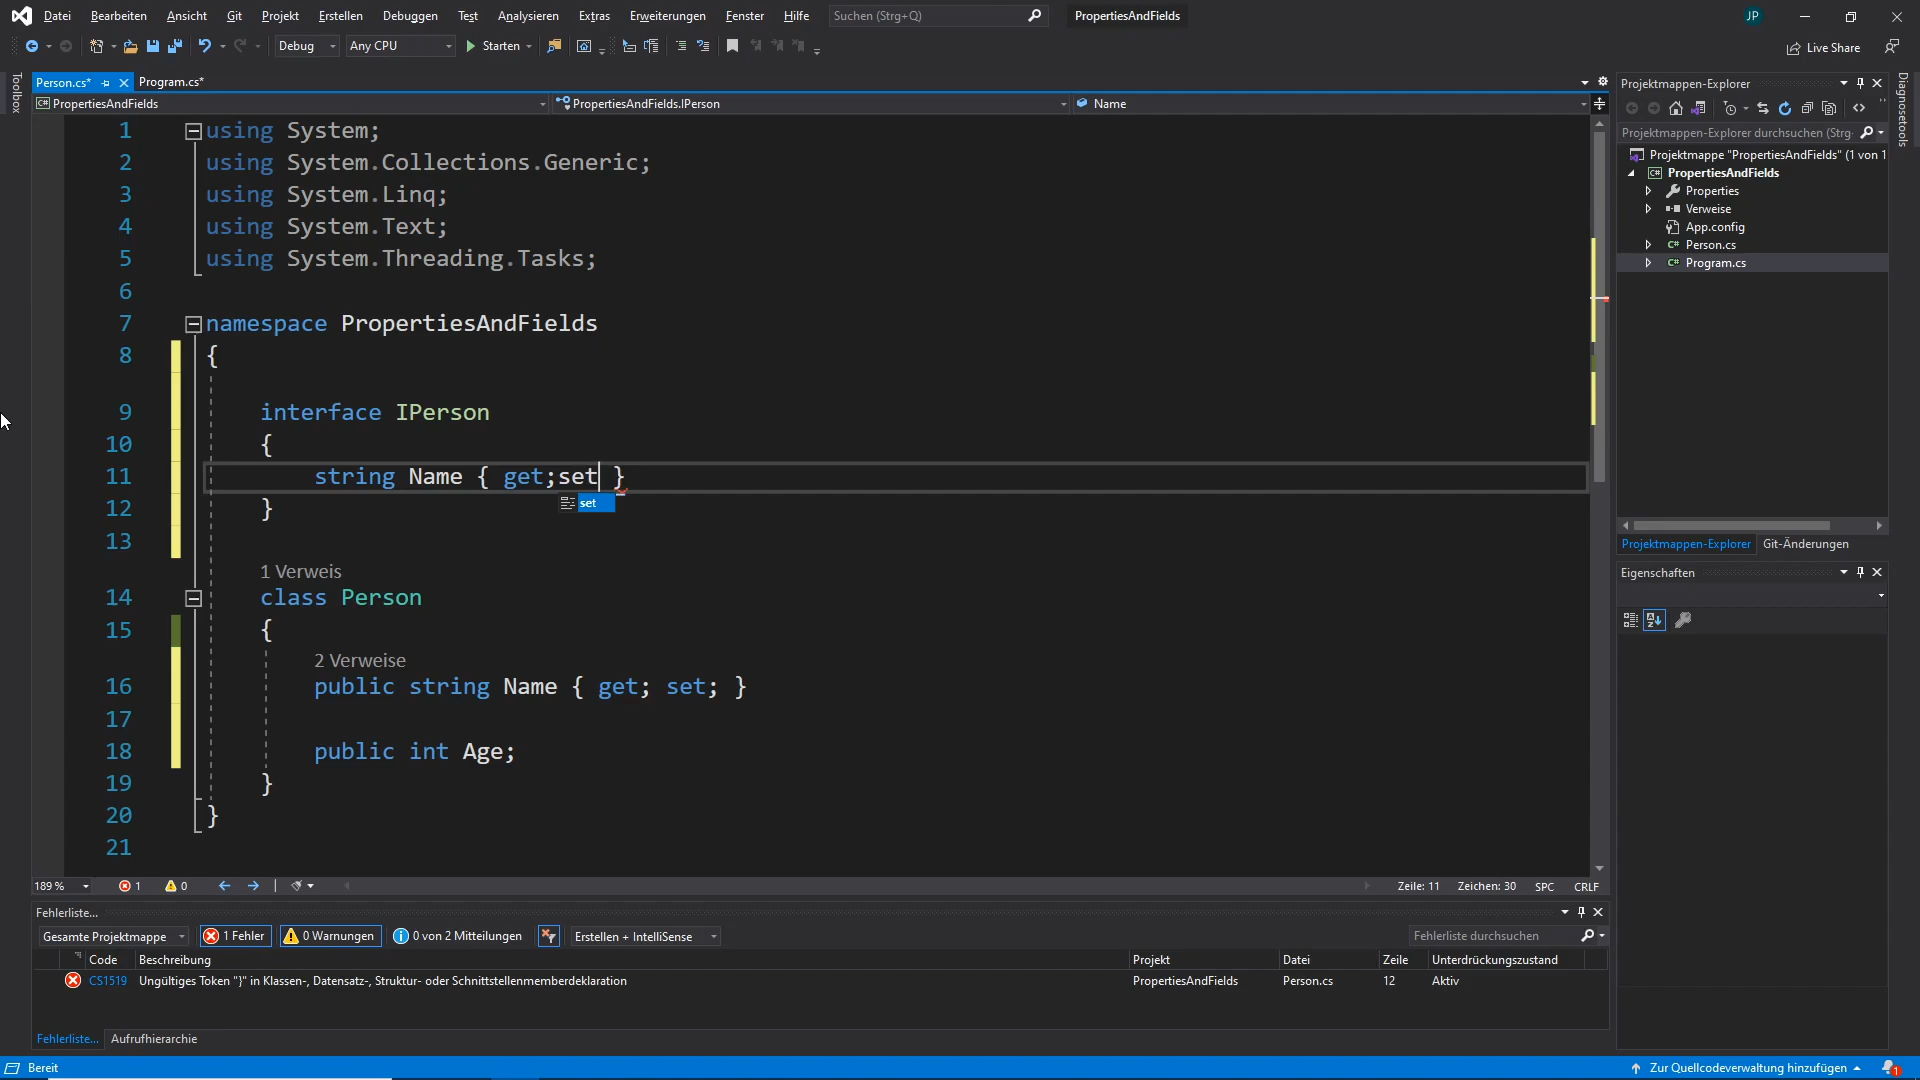 Datei Bearbeiten Ansicht Git Projekt Erstellen Debuggen Test Analysieren Extras Erweiterungen Fenster Hilfe Suchen (Strg+Q) PropertiesAndFields JP
Debug Any CPU Starten Live Share
Toolbox
Person.cs* Program.cs*
PropertiesAndFields PropertiesAndFields.IPerson Name
1 using System;
2 using System.Collections.Generic;
3 using System.Linq;
4 using System.Text;
5 using System.Threading.Tasks;
6
7 namespace PropertiesAndFields
8 {
9 interface IPerson
10 {
11 string Name { get;set }
set
12 }
13
1 Verweis
14 class Person
15 {
2 Verweise
16 public string Name { get; set; }
17
18 public int Age;
19 }
20 }
21
189 % 1 0 Zeile: 11 Zeichen: 30 SPC CRLF
Fehlerliste...
Gesamte Projektmappe 1 Fehler 0 Warnungen 0 von 2 Mitteilungen Erstellen + IntelliSense Fehlerliste durchsuchen
Code Beschreibung Projekt Datei Zeile Unterdrückungszustand
CS1519 Ungültiges Token "}" in Klassen-, Datensatz-, Struktur- oder Schnittstellenmemberdeklaration PropertiesAndFields Person.cs 12 Aktiv
Fehlerliste... Aufrufhierarchie
Projektmappen-Explorer
Projektmappen-Explorer durchsuchen (Strg
Projektmappe "PropertiesAndFields" (1 von 1
PropertiesAndFields
Properties
Verweise
App.config
Person.cs
Program.cs
Projektmappen-Explorer Git-Änderungen
Eigenschaften
Diagnosetools
Bereit Zur Quellcodeverwaltung hinzufügen 1